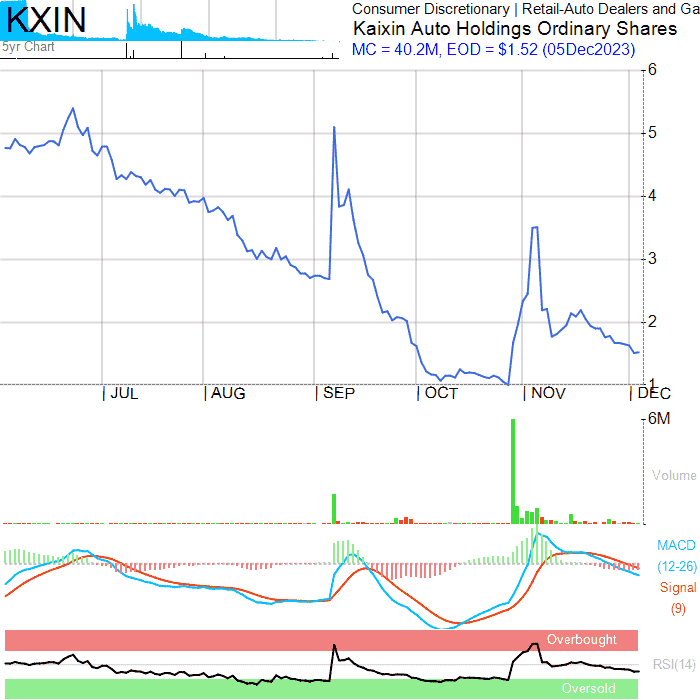 KXIN
5yr Chart
Consumer Discretionary | Retail-Auto Dealers and Ga
Kaixin Auto Holdings Ordinary Shares
MC = 40.2M, EOD = $1.52 (05Dec2023)
6
5
4
3
2
1
JUL
AUG
SEP
OCT
NOV
DEC
6M
Volume
MACD
(12-26)
Signal
(9)
Overbought
RSI(14)
Oversold